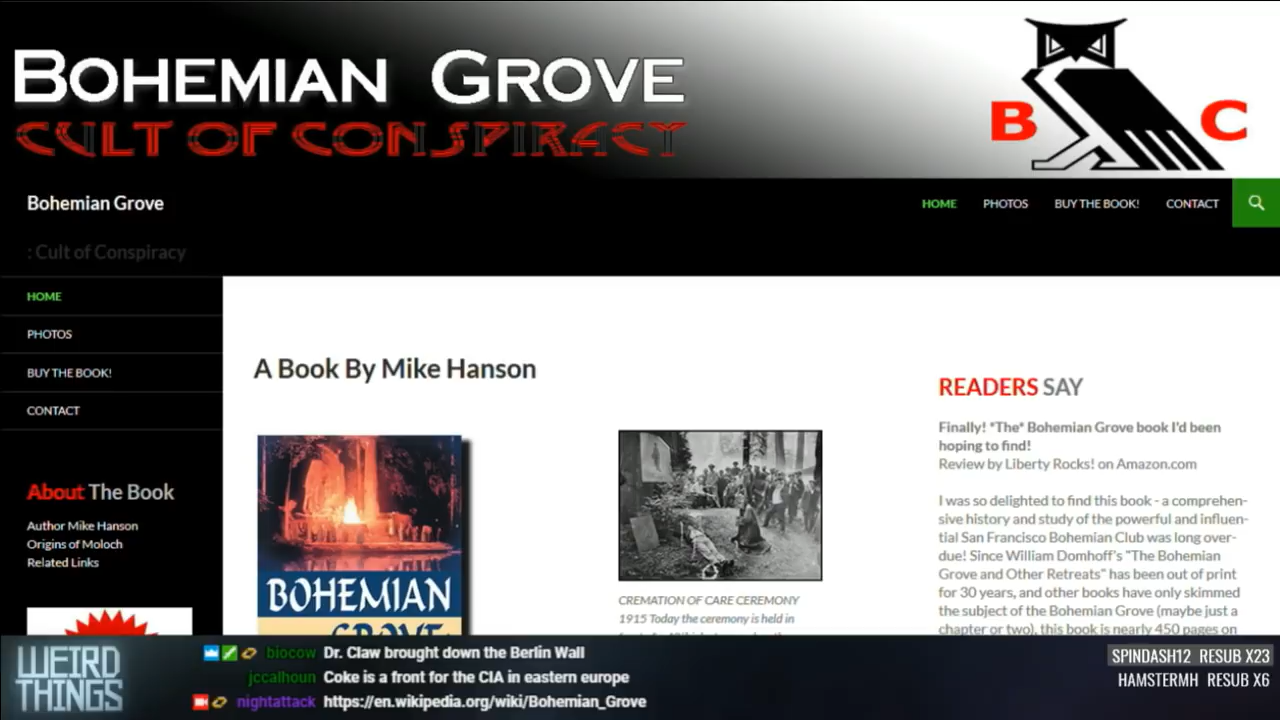 BOHEMIAN GROVE
CULT OF CONSPIRACY
B C
Bohemian Grove
HOME PHOTOS BUY THE BOOK! CONTACT
: Cult of Conspiracy
HOME
PHOTOS
BUY THE BOOK!
CONTACT
About The Book
Author Mike Hanson
Origins of Moloch
Related Links
A Book By Mike Hanson
BOHEMIAN
GROVE
CREMATION OF CARE CEREMONY
1915 Today the ceremony is held in
READERS SAY
Finally! *The* Bohemian Grove book I'd been
hoping to find!
Review by Liberty Rocks! on Amazon.com
I was so delighted to find this book - a comprehen-
sive history and study of the powerful and influen-
tial San Francisco Bohemian Club was long over-
due! Since William Domhoff's "The Bohemian
Grove and Other Retreats" has been out of print
for 30 years, and other books have only skimmed
the subject of the Bohemian Grove (maybe just a
chapter or two), this book is nearly 450 pages on
WEIRD
THINGS
biocow Dr. Claw brought down the Berlin Wall
jccalhoun Coke is a front for the CIA in eastern europe
nightattack https://en.wikipedia.org/wiki/Bohemian_Grove
SPINDASH12 RESUB X23
HAMSTERMH RESUB X6